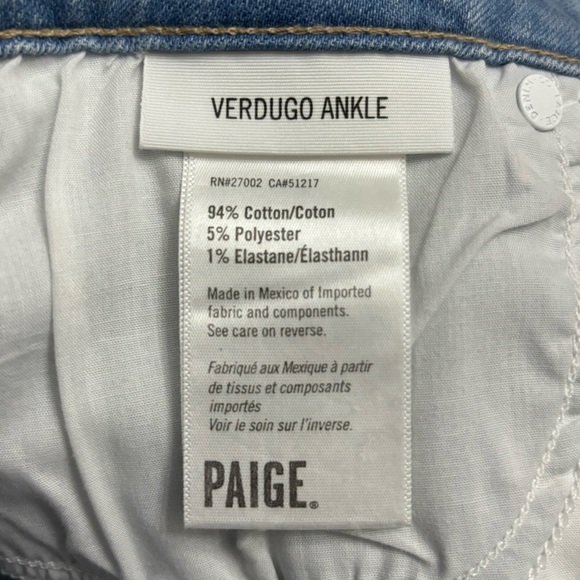 VERDUGO ANKLE
RN#27002 CA#51217
94% Cotton/Coton
5% Polyester
1% Elastane/Élasthann
Made in Mexico of Imported
fabric and components.
See care on reverse.
Fabriqué aux Mexique à partir
de tissus et composants
importés
Voir le soin sur l'inverse.
PAIGE®